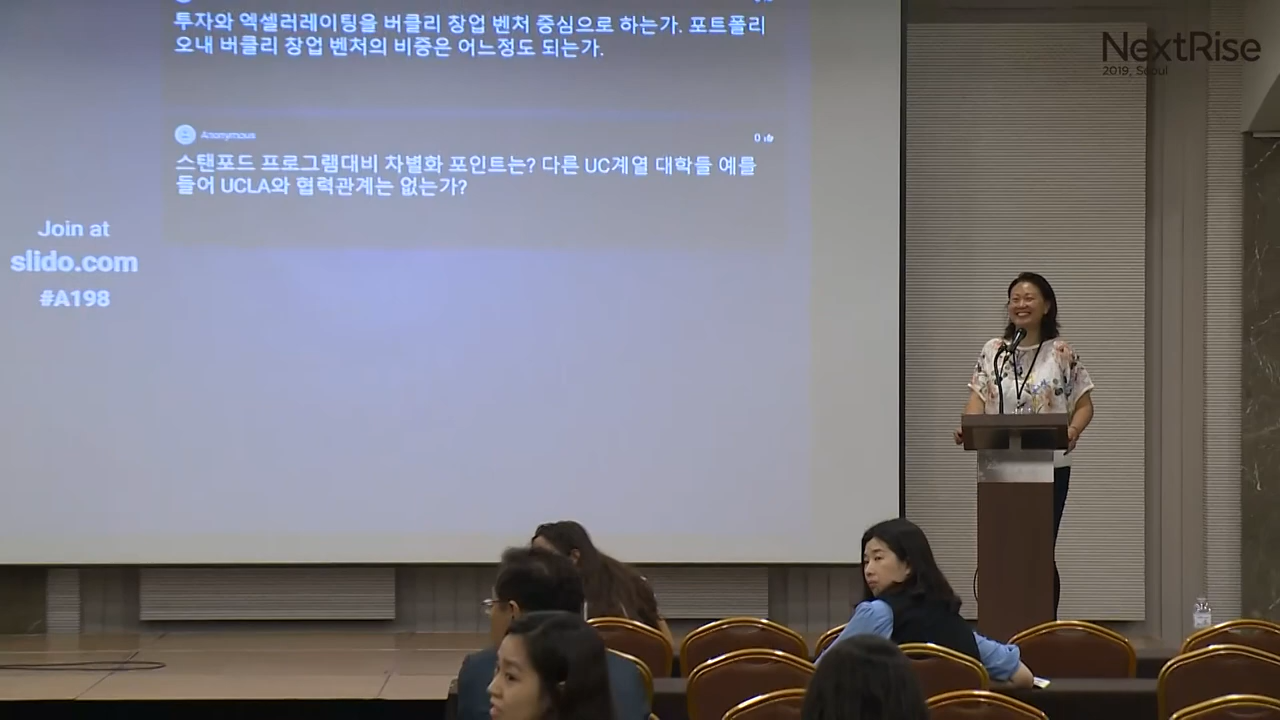 투자와 엑셀러레이팅을 버클리 창업 벤처 중심으로 하는가. 포트폴리
오내 버클리 창업 벤처의 비중은 어느정도 되는가.
Anonymous
0
스탠포드 프로그램대비 차별화 포인트는? 다른 UC계열 대학들 예를
들어 UCLA와 협력관계는 없는가?
Join at
slido.com
#A198
NextRise
2019, Seoul